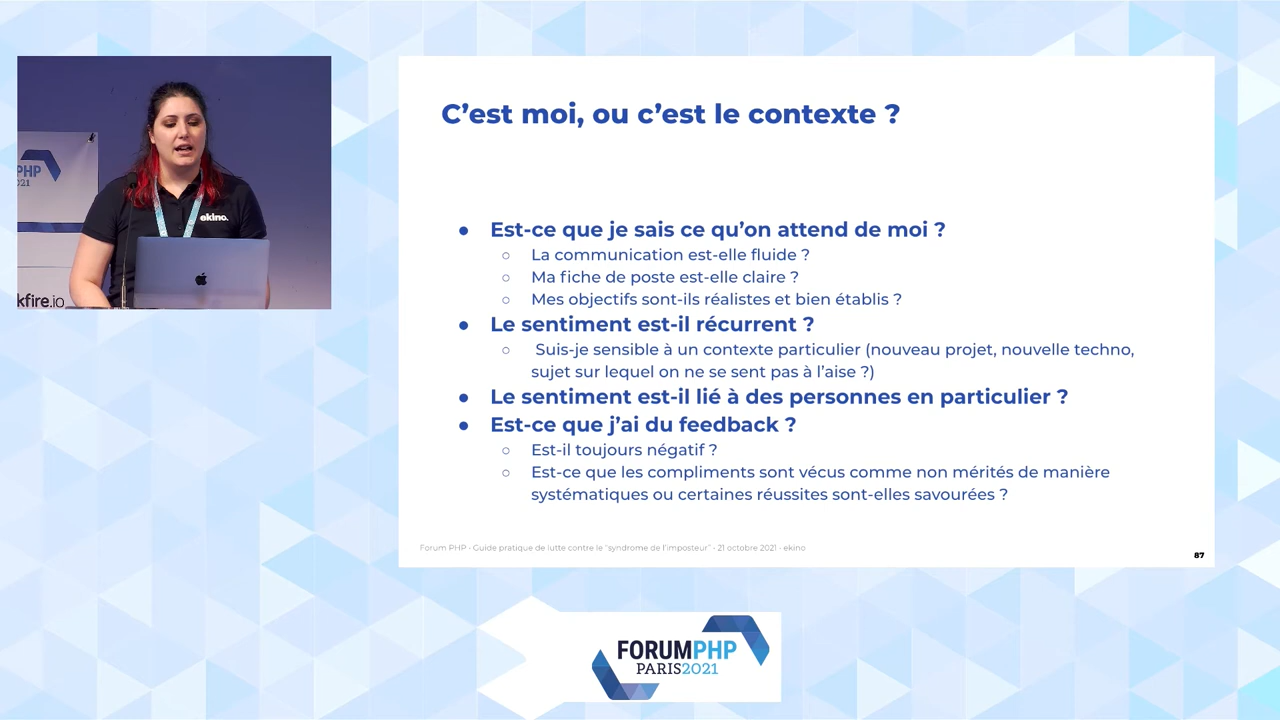 C'est moi, ou c'est le contexte ?
● Est-ce que je sais ce qu'on attend de moi ?
○ La communication est-elle fluide ?
○ Ma fiche de poste est-elle claire ?
○ Mes objectifs sont-ils réalistes et bien établis ?
● Le sentiment est-il récurrent ?
○ Suis-je sensible à un contexte particulier (nouveau projet, nouvelle techno,
sujet sur lequel on ne se sent pas à l'aise ?)
● Le sentiment est-il lié à des personnes en particulier ?
● Est-ce que j'ai du feedback ?
○ Est-il toujours négatif ?
○ Est-ce que les compliments sont vécus comme non mérités de manière
systématiques ou certaines réussites sont-elles savourées ?
Forum PHP - Guide pratique de lutte contre le "syndrome de l'imposteur" - 21 octobre 2021 - ekino
87
PHP
021
ekino.
kfire.io
FORUMPHP
PARIS2021